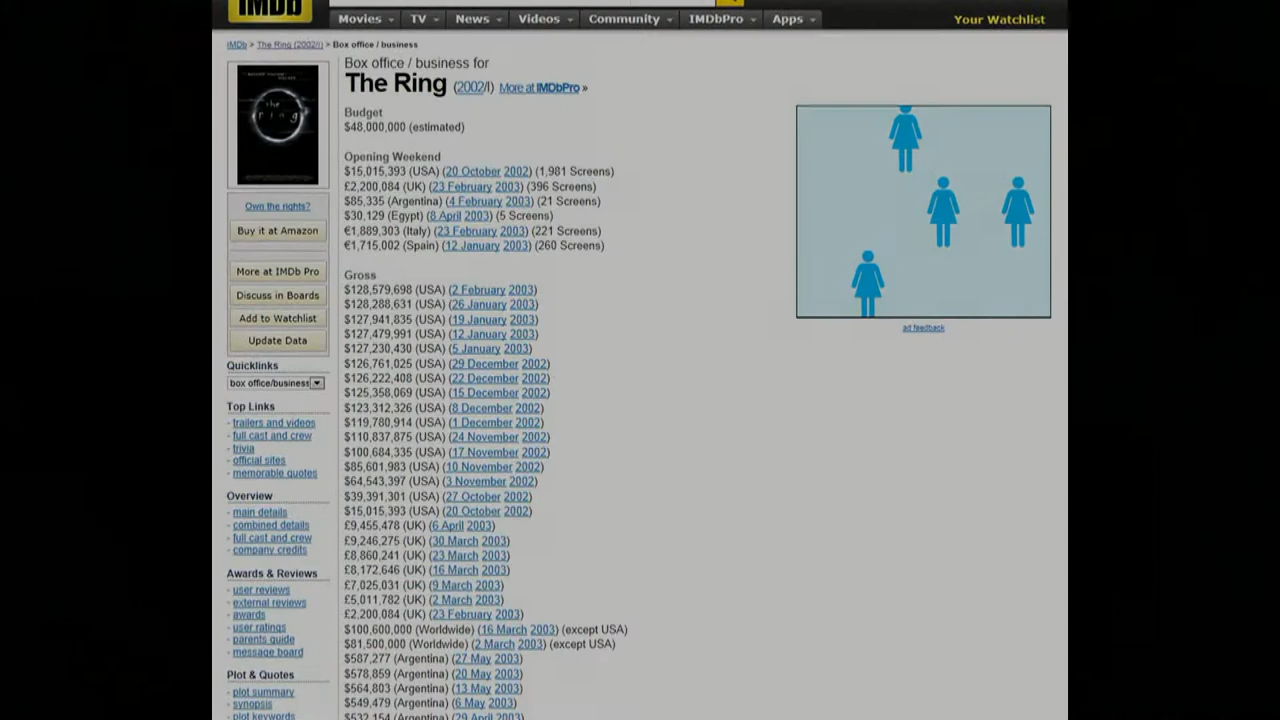 IMDb
Movies TV News Videos Community IMDbPro Apps Your Watchlist
IMDb > The Ring (2002/I) > Box office / business
the ring
Own the rights?
Buy it at Amazon
More at IMDb Pro
Discuss in Boards
Add to Watchlist
Update Data
Quicklinks
box office/business
Top Links
- trailers and videos
- full cast and crew
- trivia
- official sites
- memorable quotes
Overview
- main details
- combined details
- full cast and crew
- company credits
Awards & Reviews
- user reviews
- external reviews
- awards
- user ratings
- parents guide
- message board
Plot & Quotes
- plot summary
- synopsis
- plot keywords
Box office / business for
The Ring (2002/I) More at IMDbPro »
Budget
$48,000,000 (estimated)
Opening Weekend
$15,015,393 (USA) (20 October 2002) (1,981 Screens)
£2,200,084 (UK) (23 February 2003) (396 Screens)
$85,335 (Argentina) (4 February 2003) (21 Screens)
$30,129 (Egypt) (8 April 2003) (5 Screens)
€1,889,303 (Italy) (23 February 2003) (221 Screens)
€1,715,002 (Spain) (12 January 2003) (260 Screens)
Gross
$128,579,698 (USA) (2 February 2003)
$128,288,631 (USA) (26 January 2003)
$127,941,835 (USA) (19 January 2003)
$127,479,991 (USA) (12 January 2003)
$127,230,430 (USA) (5 January 2003)
$126,761,025 (USA) (29 December 2002)
$126,222,408 (USA) (22 December 2002)
$125,358,069 (USA) (15 December 2002)
$123,312,326 (USA) (8 December 2002)
$119,780,914 (USA) (1 December 2002)
$110,837,875 (USA) (24 November 2002)
$100,684,335 (USA) (17 November 2002)
$85,601,983 (USA) (10 November 2002)
$64,543,397 (USA) (3 November 2002)
$39,391,301 (USA) (27 October 2002)
$15,015,393 (USA) (20 October 2002)
£9,455,478 (UK) (6 April 2003)
£9,246,275 (UK) (30 March 2003)
£8,860,241 (UK) (23 March 2003)
£8,172,646 (UK) (16 March 2003)
£7,025,031 (UK) (9 March 2003)
£5,011,782 (UK) (2 March 2003)
£2,200,084 (UK) (23 February 2003)
$100,600,000 (Worldwide) (16 March 2003) (except USA)
$81,500,000 (Worldwide) (2 March 2003) (except USA)
$587,277 (Argentina) (27 May 2003)
$578,859 (Argentina) (20 May 2003)
$564,803 (Argentina) (13 May 2003)
$549,479 (Argentina) (6 May 2003)
$532,154 (Argentina) (29 April 2003)
ad feedback